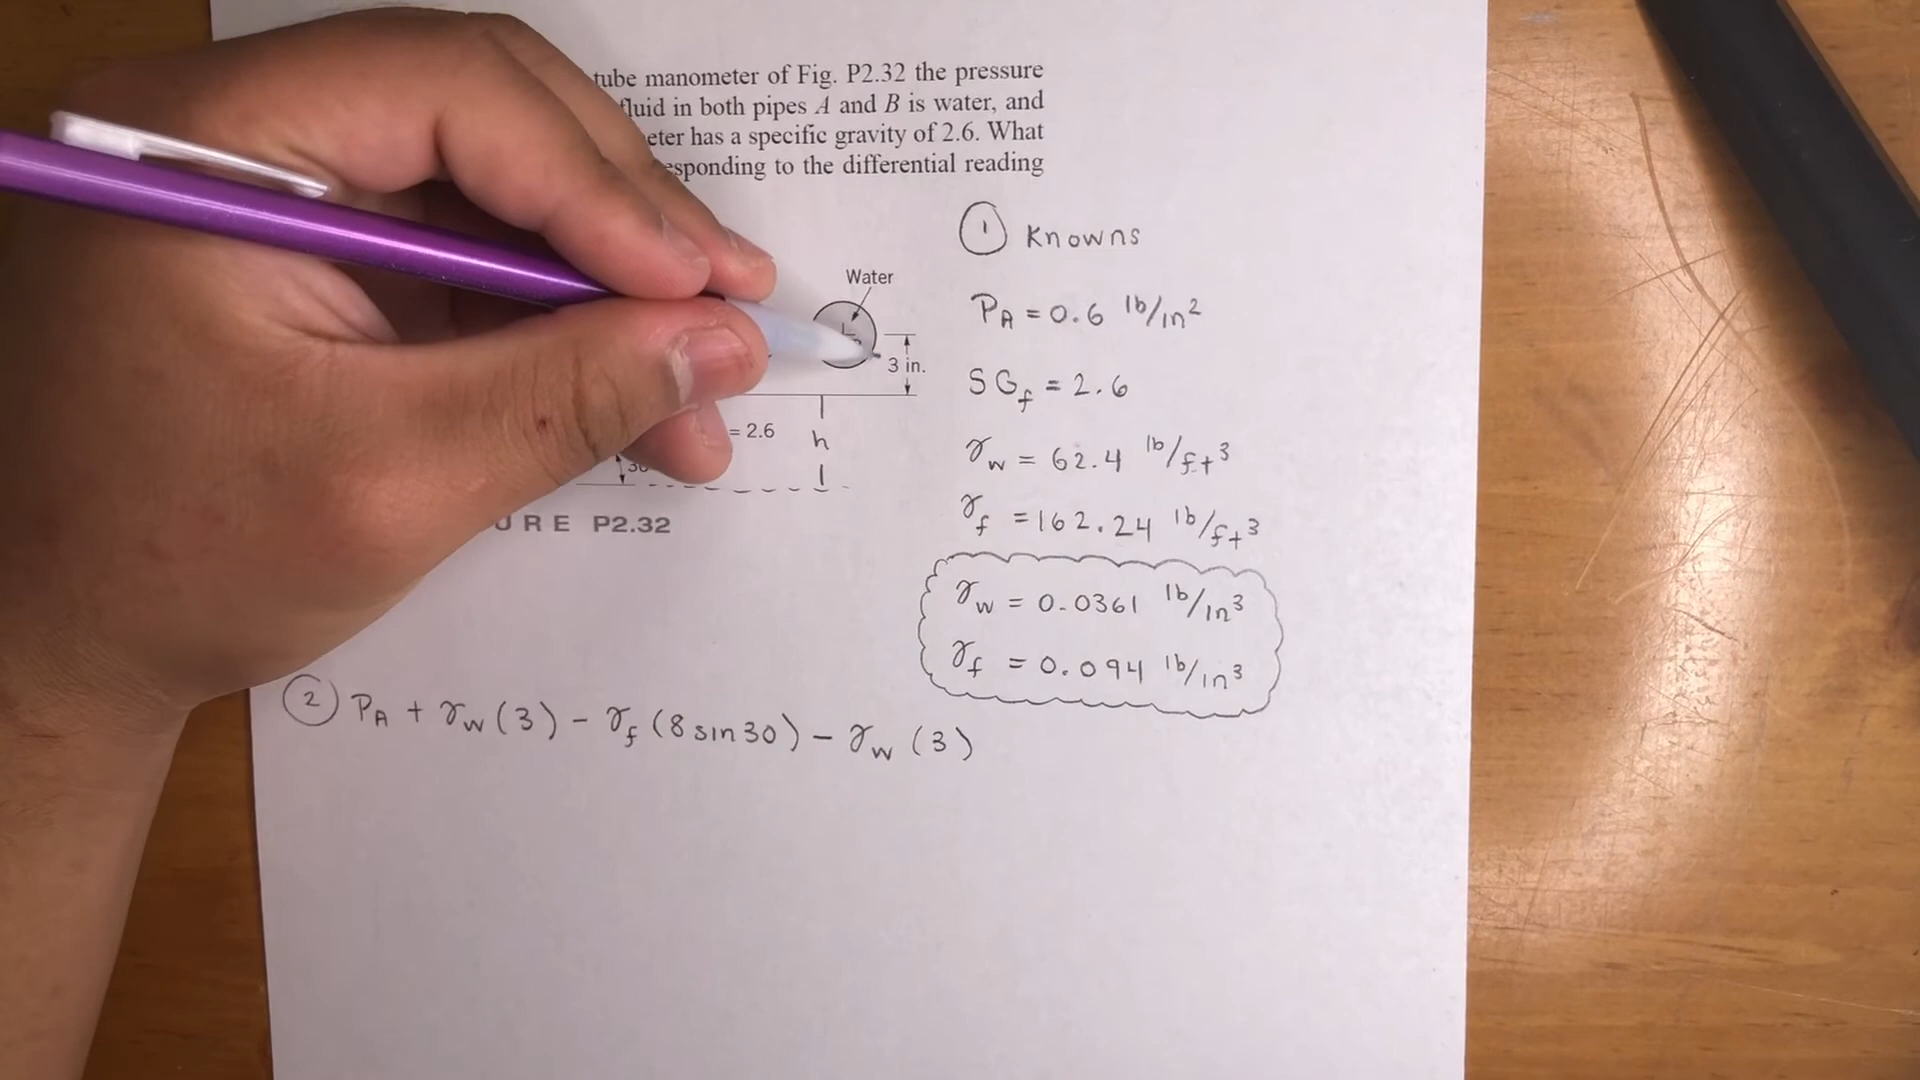 tube manometer of Fig. P2.32 the pressure
fluid in both pipes A and B is water, and
eter has a specific gravity of 2.6. What
sponding to the differential reading
① Knowns
Water
P_A = 0.6 lb/in²
3 in.
SG_f = 2.6
= 2.6
h
γ_w = 62.4 lb/ft³
30
γ_f = 162.24 lb/ft³
URE P2.32
γ_w = 0.0361 lb/in³
γ_f = 0.094 lb/in³
② P_A + γ_w (3) - γ_f (8 sin 30) - γ_w (3)